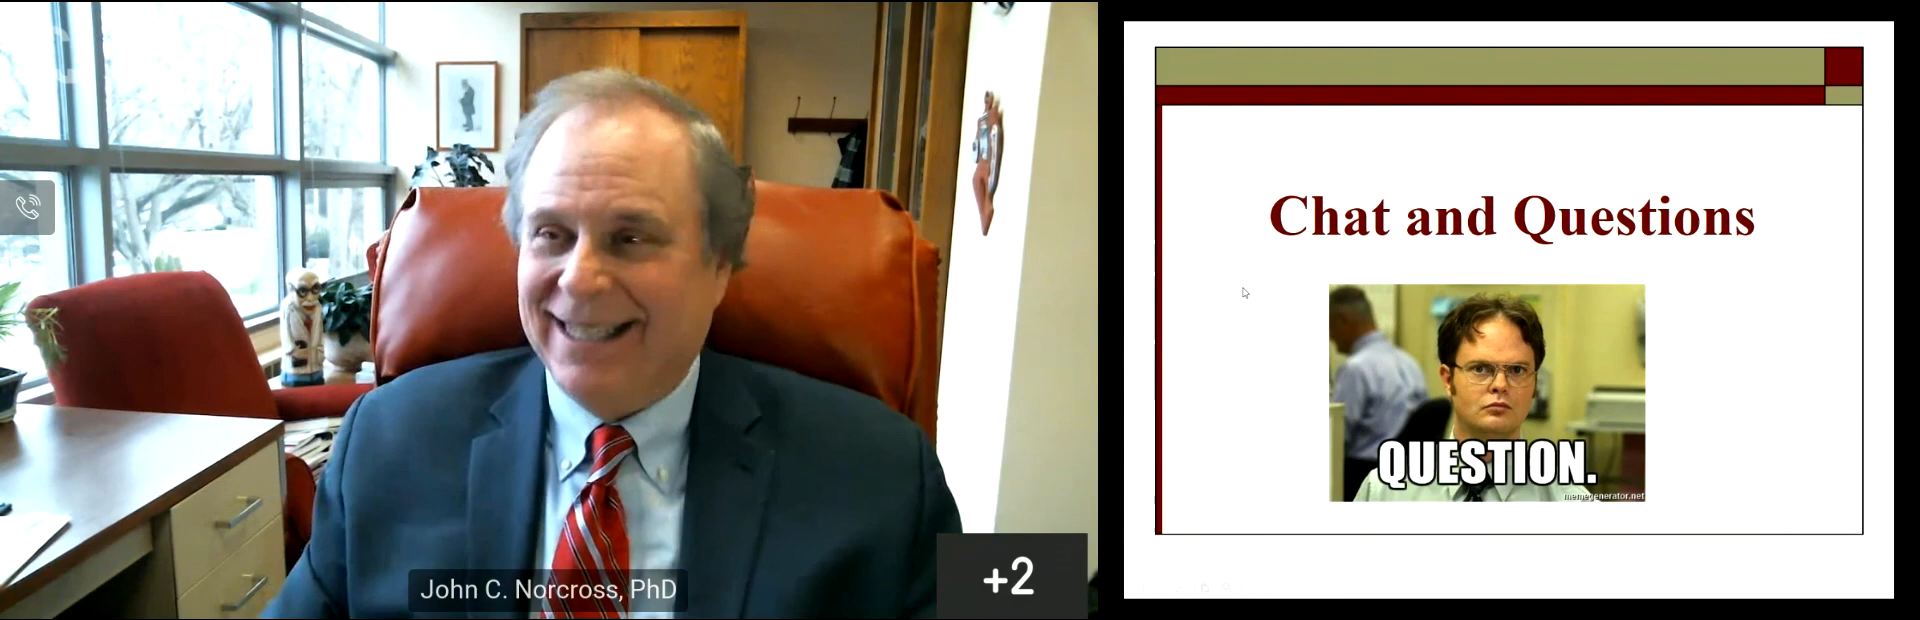 John C. Norcross, PhD
+2
Chat and Questions
QUESTION.
memegenerator.net